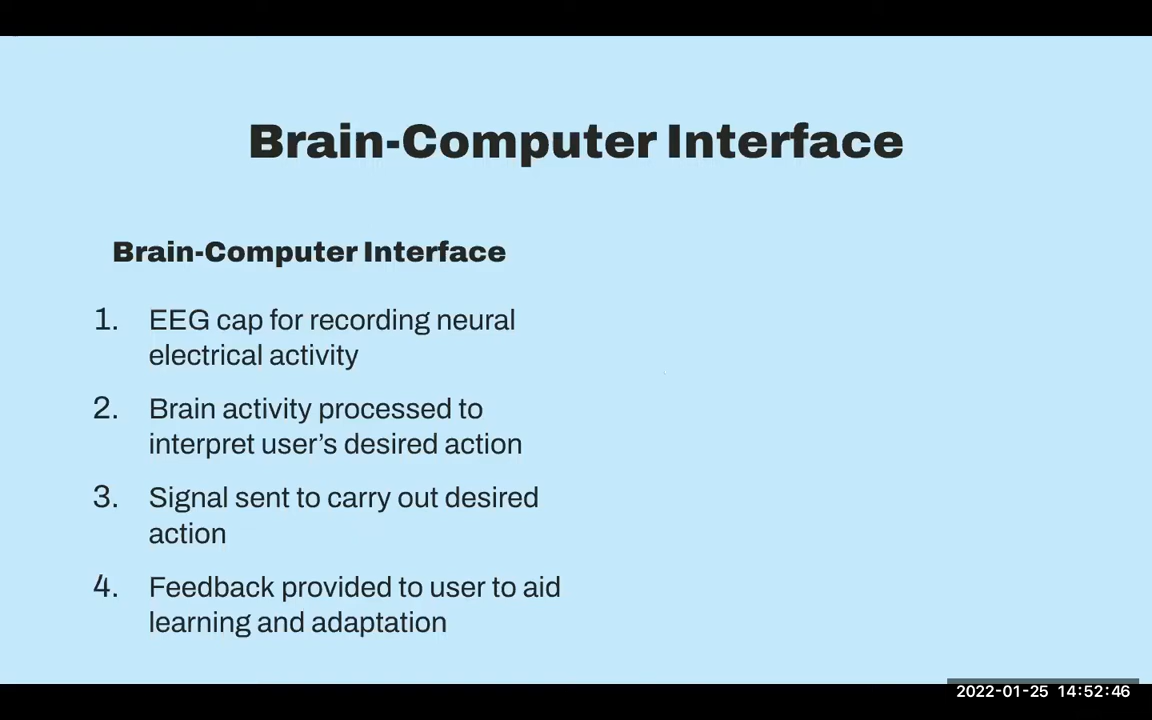 Brain-Computer Interface
Brain-Computer Interface
1. EEG cap for recording neural
electrical activity
2. Brain activity processed to
interpret user’s desired action
3. Signal sent to carry out desired
action
4. Feedback provided to user to aid
learning and adaptation
2022-01-25 14:52:46